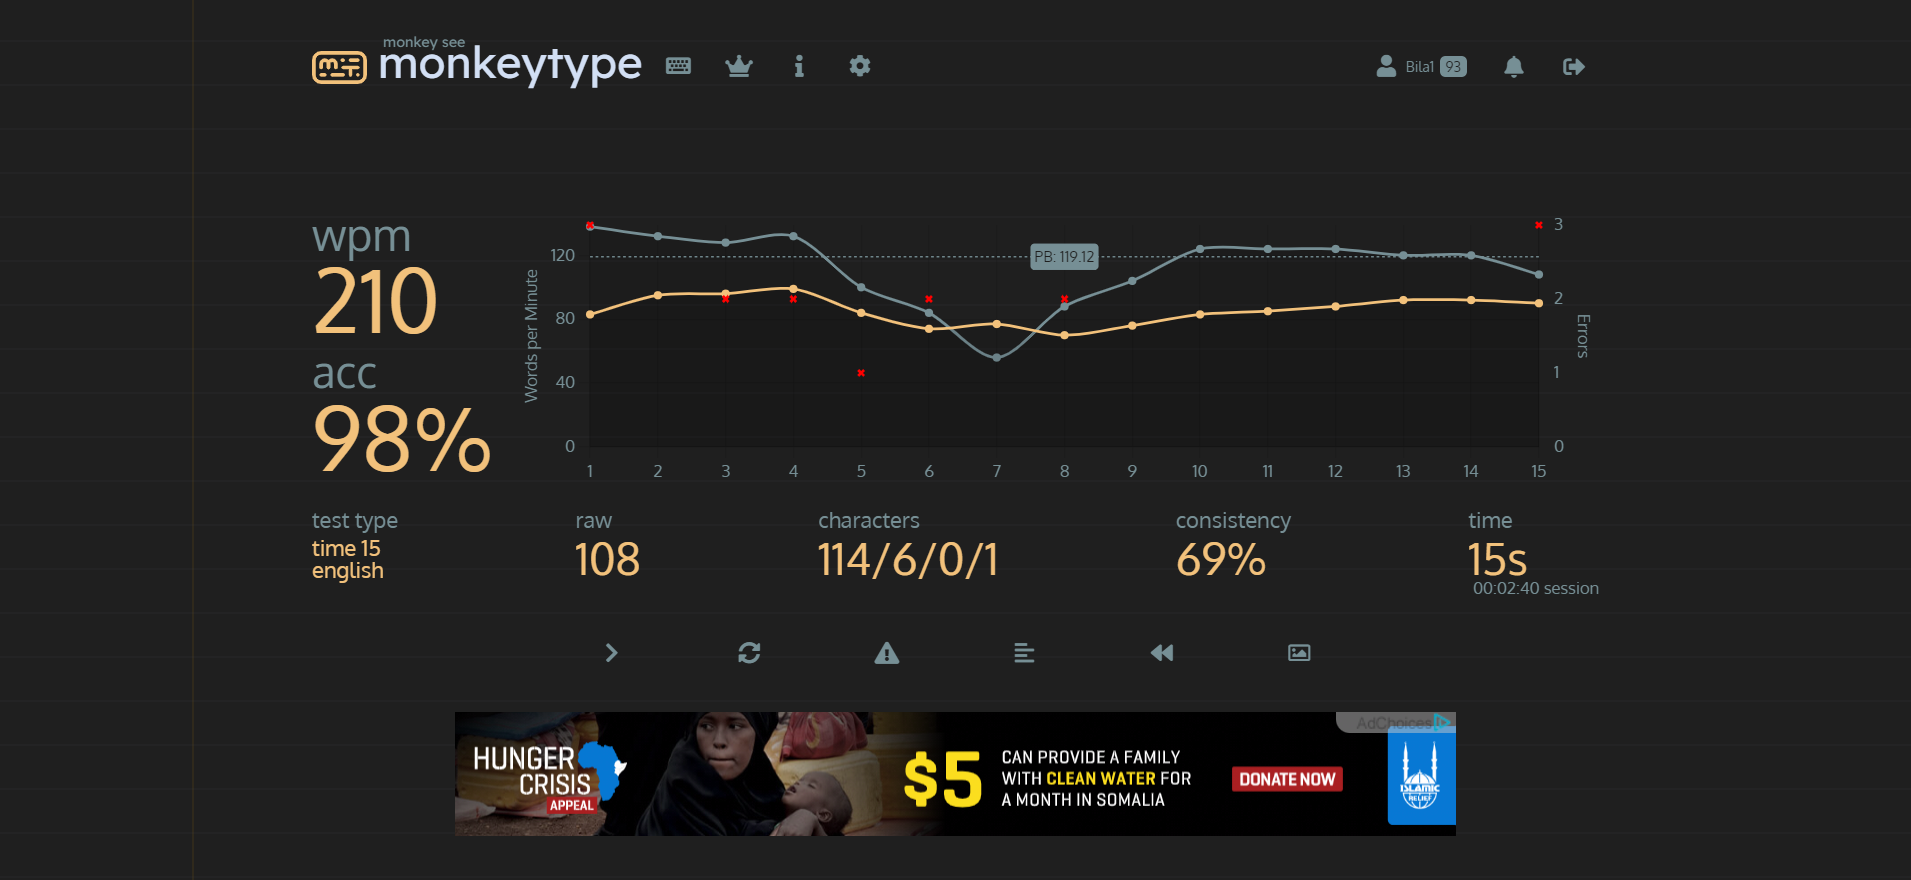 monkey see
monkeytype
Bila1 93
wpm
210
acc
98%
Words per Minute
120
80
40
0
PB: 119.12
3
2
1
0
Errors
1 2 3 4 5 6 7 8 9 10 11 12 13 14 15
test type
time 15
english
raw
108
characters
114/6/0/1
consistency
69%
time
15s
00:02:40 session
HUNGER
CRISIS
APPEAL
$5
CAN PROVIDE A FAMILY
WITH CLEAN WATER FOR
A MONTH IN SOMALIA
DONATE NOW
AdChoices
ISLAMIC
RELIEF